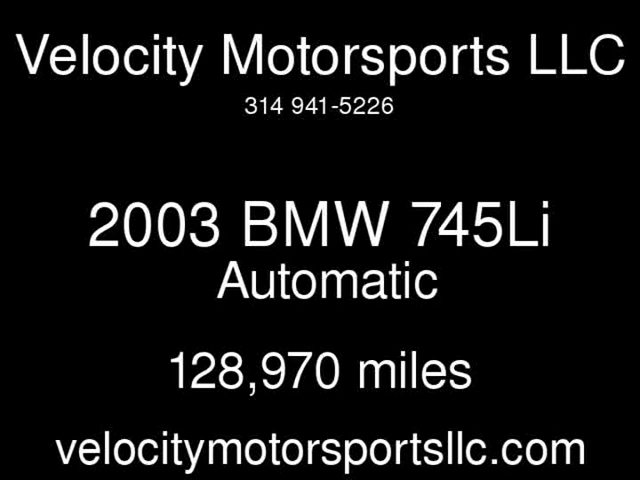 Velocity Motorsports LLC
314 941-5226
2003 BMW 745Li
Automatic
128,970 miles
velocitymotorsportsllc.com